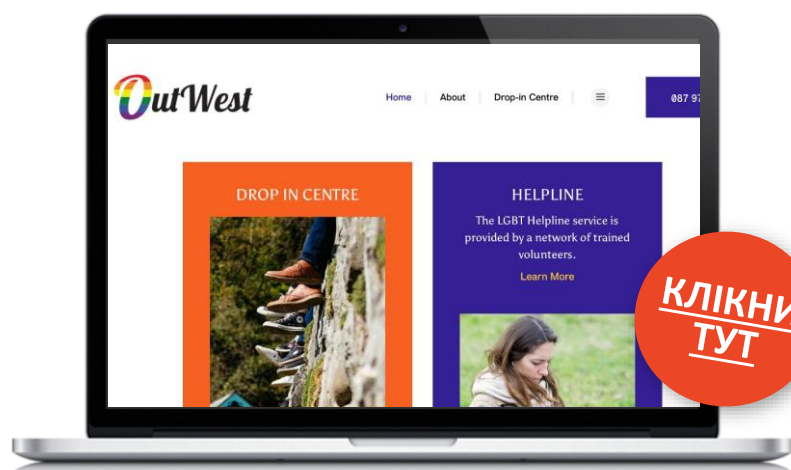 OutWest
Home
About
Drop-in Centre
087 97
DROP IN CENTRE
HELPLINE
The LGBT Helpline service is
provided by a network of trained
volunteers.
Learn More
КЛІКНИ
ТУТ